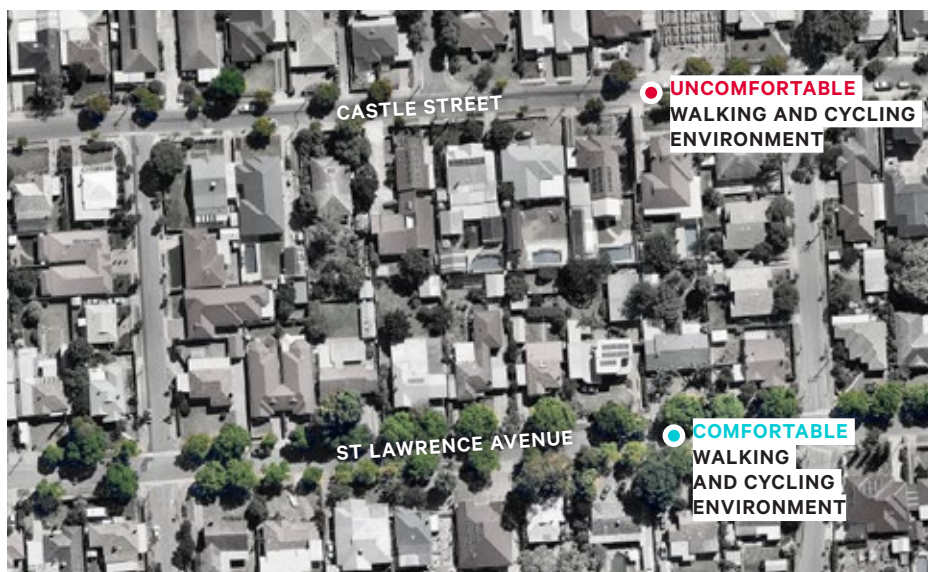 CASTLE STREET
UNCOMFORTABLE
WALKING AND CYCLING
ENVIRONMENT
ST LAWRENCE AVENUE
COMFORTABLE
WALKING
AND CYCLING
ENVIRONMENT